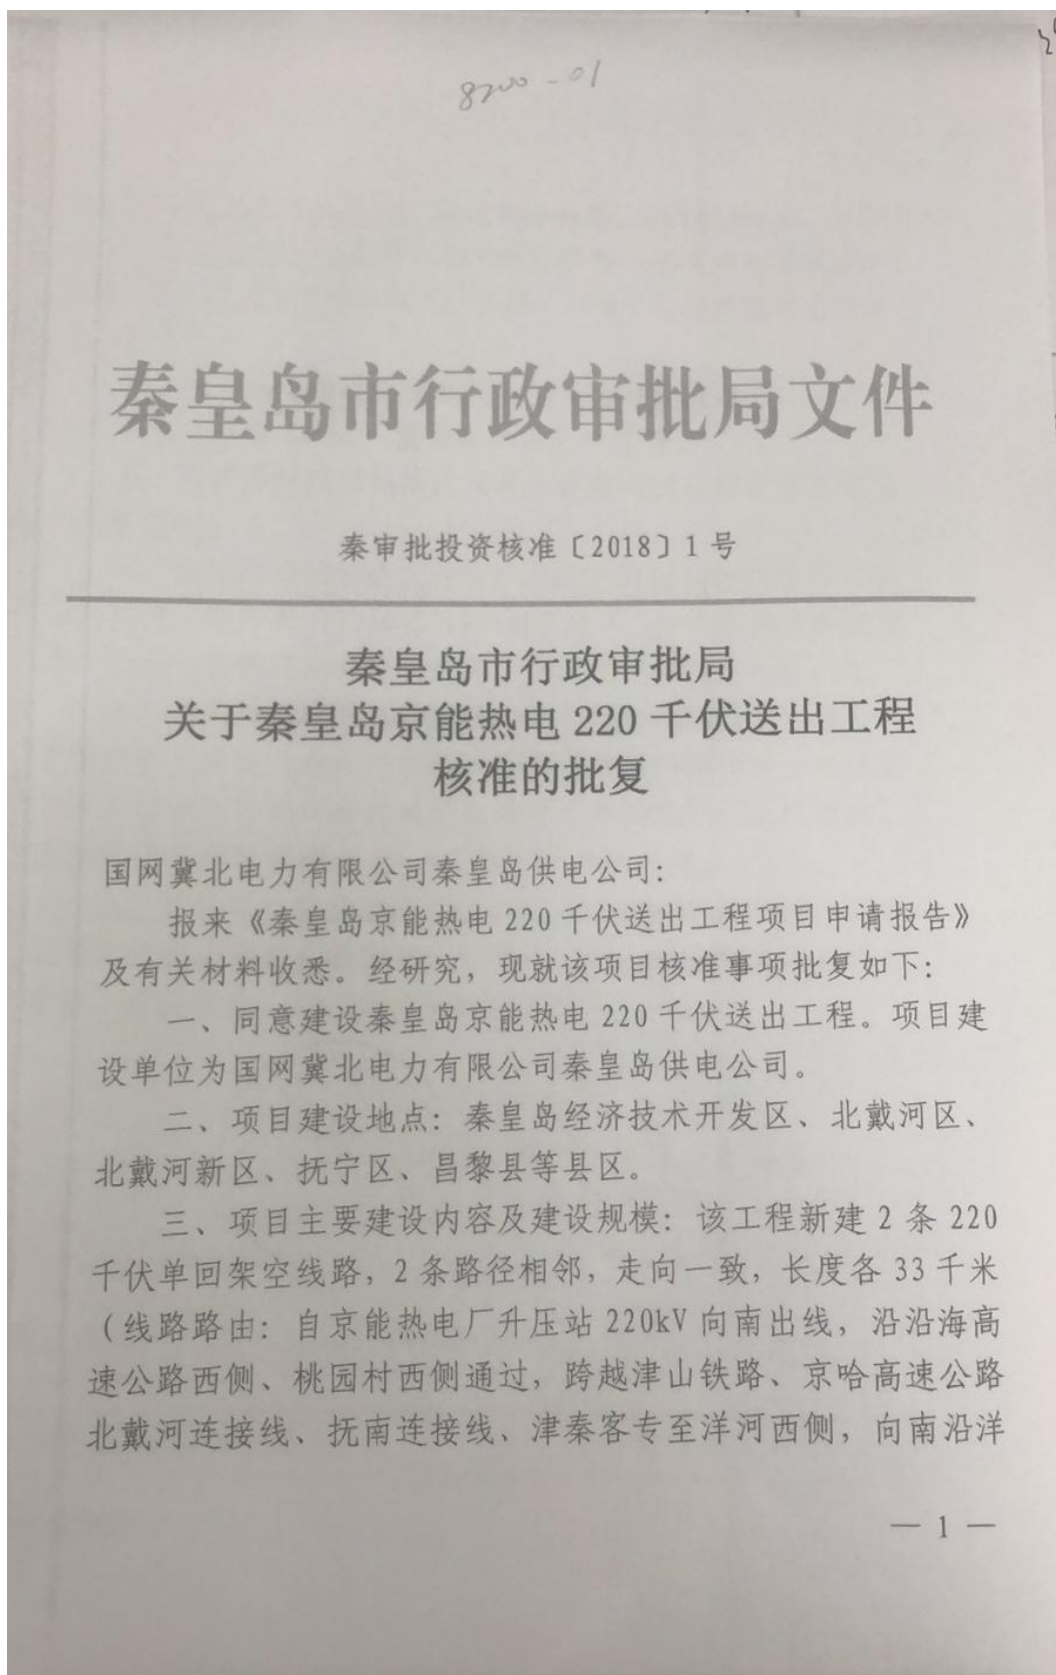 8200-01
秦皇岛市行政审批局文件
秦审批投资核准〔2018〕1号
秦皇岛市行政审批局
关于秦皇岛京能热电220千伏送出工程
核准的批复
国网冀北电力有限公司秦皇岛供电公司：
报来《秦皇岛京能热电220千伏送出工程项目申请报告》
及有关材料收悉。经研究，现就该项目核准事项批复如下：
一、同意建设秦皇岛京能热电220千伏送出工程。项目建
设单位为国网冀北电力有限公司秦皇岛供电公司。
二、项目建设地点：秦皇岛经济技术开发区、北戴河区、
北戴河新区、抚宁区、昌黎县等县区。
三、项目主要建设内容及建设规模：该工程新建2条220
千伏单回架空线路，2条路径相邻，走向一致，长度各33千米
（线路路由：自京能热电厂升压站220kV向南出线，沿沿海高
速公路西侧、桃园村西侧通过，跨越津山铁路、京哈高速公路
北戴河连接线、抚南连接线、津秦客专至洋河西侧，向南沿洋
— 1 —